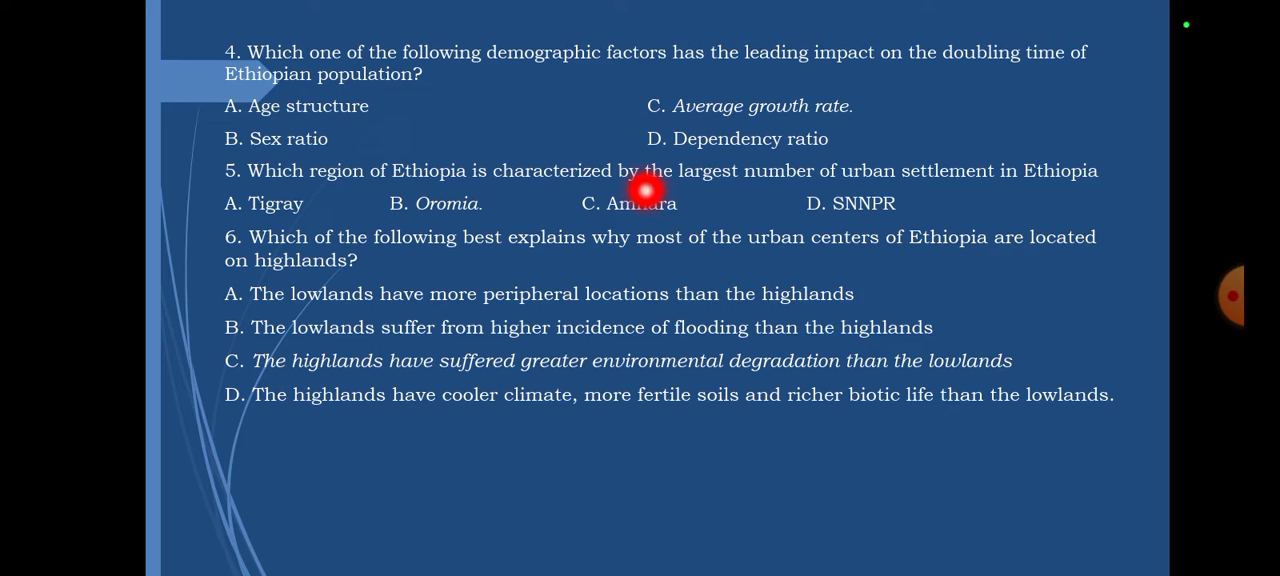 4. Which one of the following demographic factors has the leading impact on the doubling time of
Ethiopian population?
A. Age structure C. Average growth rate.
B. Sex ratio D. Dependency ratio
5. Which region of Ethiopia is characterized by the largest number of urban settlement in Ethiopia
A. Tigray B. Oromia. C. Amhara D. SNNPR
6. Which of the following best explains why most of the urban centers of Ethiopia are located
on highlands?
A. The lowlands have more peripheral locations than the highlands
B. The lowlands suffer from higher incidence of flooding than the highlands
C. The highlands have suffered greater environmental degradation than the lowlands
D. The highlands have cooler climate, more fertile soils and richer biotic life than the lowlands.